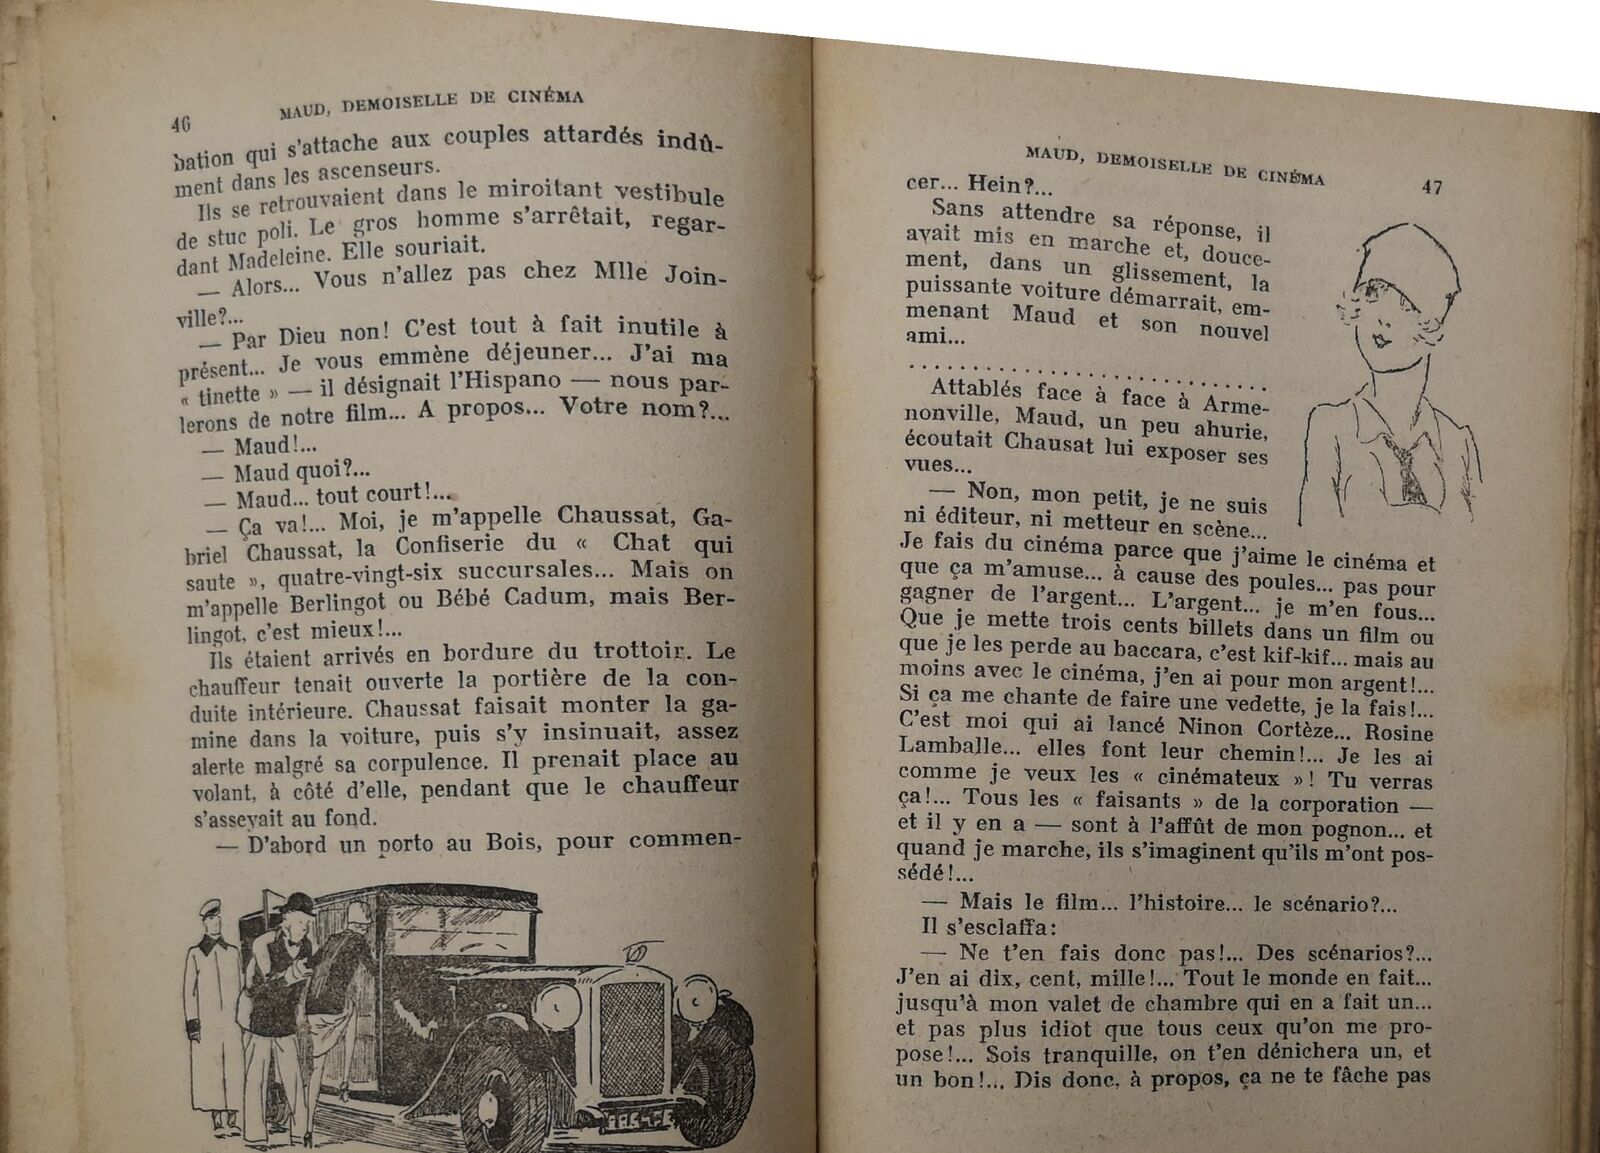 46
MAUD, DEMOISELLE DE CINÉMA
bation qui s'attache aux couples attardés indû-
ment dans les ascenseurs.
Ils se retrouvaient dans le miroitant vestibule
de stuc poli. Le gros homme s'arrêtait, regar-
dant Madeleine. Elle souriait.
— Alors... Vous n'allez pas chez Mlle Join-
ville?...
— Par Dieu non! C'est tout à fait inutile à
présent... Je vous emmène déjeuner... J'ai ma
« tinette » — il désignait l'Hispano — nous par-
lerons de notre film... A propos... Votre nom?...
— Maud!...
— Maud quoi?...
— Maud... tout court!...
— Ça va!... Moi, je m'appelle Chaussat, Ga-
briel Chaussat, la Confiserie du « Chat qui
saute », quatre-vingt-six succursales... Mais on
m'appelle Berlingot ou Bébé Cadum, mais Ber-
lingot, c'est mieux!...
Ils étaient arrivés en bordure du trottoir. Le
chauffeur tenait ouverte la portière de la con-
duite intérieure. Chaussat faisait monter la ga-
mine dans la voiture, puis s'y insinuait, assez
alerte malgré sa corpulence. Il prenait place au
volant, à côté d'elle, pendant que le chauffeur
s'asseyait au fond.
— D'abord un porto au Bois, pour commen-
MAUD, DEMOISELLE DE CINÉMA
47
cer... Hein?...
Sans attendre sa réponse, il
avait mis en marche et, douce-
ment, dans un glissement, la
puissante voiture démarrait, em-
menant Maud et son nouvel
ami...
. . . . . . . . . . . . . . . . . . . . . . . . . . .
Attablés face à face à Arme-
nonville, Maud, un peu ahurie,
écoutait Chausat lui exposer ses
vues...
— Non, mon petit, je ne suis
ni éditeur, ni metteur en scène...
Je fais du cinéma parce que j'aime le cinéma et
que ça m'amuse... à cause des poules... pas pour
gagner de l'argent... L'argent... je m'en fous...
Que je mette trois cents billets dans un film ou
que je les perde au baccara, c'est kif-kif... mais au
moins avec le cinéma, j'en ai pour mon argent!...
Si ça me chante de faire une vedette, je la fais!...
C'est moi qui ai lancé Ninon Cortèze... Rosine
Lamballe... elles font leur chemin!... Je les ai
comme je veux les « cinémateux »! Tu verras
ça!... Tous les « faisants » de la corporation —
et il y en a — sont à l'affût de mon pognon... et
quand je marche, ils s'imaginent qu'ils m'ont pos-
sédé!...
— Mais le film... l'histoire... le scénario?...
Il s'esclaffa:
— Ne t'en fais donc pas!... Des scénarios?...
J'en ai dix, cent, mille!... Tout le monde en fait...
jusqu'à mon valet de chambre qui en a fait un...
et pas plus idiot que tous ceux qu'on me pro-
pose!... Sois tranquille, on t'en dénichera un, et
un bon!... Dis donc, à propos, ça ne te fâche pas